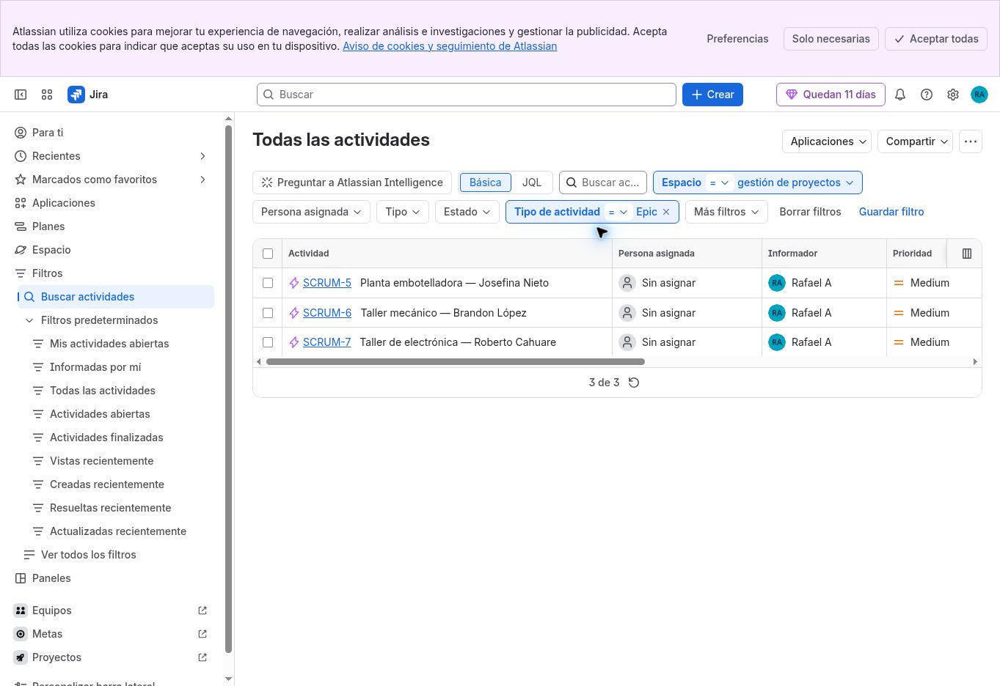 Atlassian utiliza cookies para mejorar tu experiencia de navegación, realizar análisis e investigaciones y gestionar la publicidad. Acepta
todas las cookies para indicar que aceptas su uso en tu dispositivo. Aviso de cookies y seguimiento de Atlassian
Preferencias
Solo necesarias
Aceptar todas
Jira
Buscar
Crear
Quedan 11 días
RA
Para ti
Recientes
Marcados como favoritos
Aplicaciones
Planes
Espacio
Filtros
Buscar actividades
Filtros predeterminados
Mis actividades abiertas
Informadas por mí
Todas las actividades
Actividades abiertas
Actividades finalizadas
Vistas recientemente
Creadas recientemente
Resueltas recientemente
Actualizadas recientemente
Ver todos los filtros
Paneles
Equipos
Metas
Proyectos
Personalizar barra lateral
Todas las actividades
Aplicaciones
Compartir
Preguntar a Atlassian Intelligence
Básica
JQL
Buscar ac...
Espacio = gestión de proyectos
Persona asignada
Tipo
Estado
Tipo de actividad = Epic
Más filtros
Borrar filtros
Guardar filtro
Actividad Persona asignada Informador Prioridad
SCRUM-5 Planta embotelladora — Josefina Nieto Sin asignar RA Rafael A Medium
SCRUM-6 Taller mecánico — Brandon López Sin asignar RA Rafael A Medium
SCRUM-7 Taller de electrónica — Roberto Cahuare Sin asignar RA Rafael A Medium
3 de 3